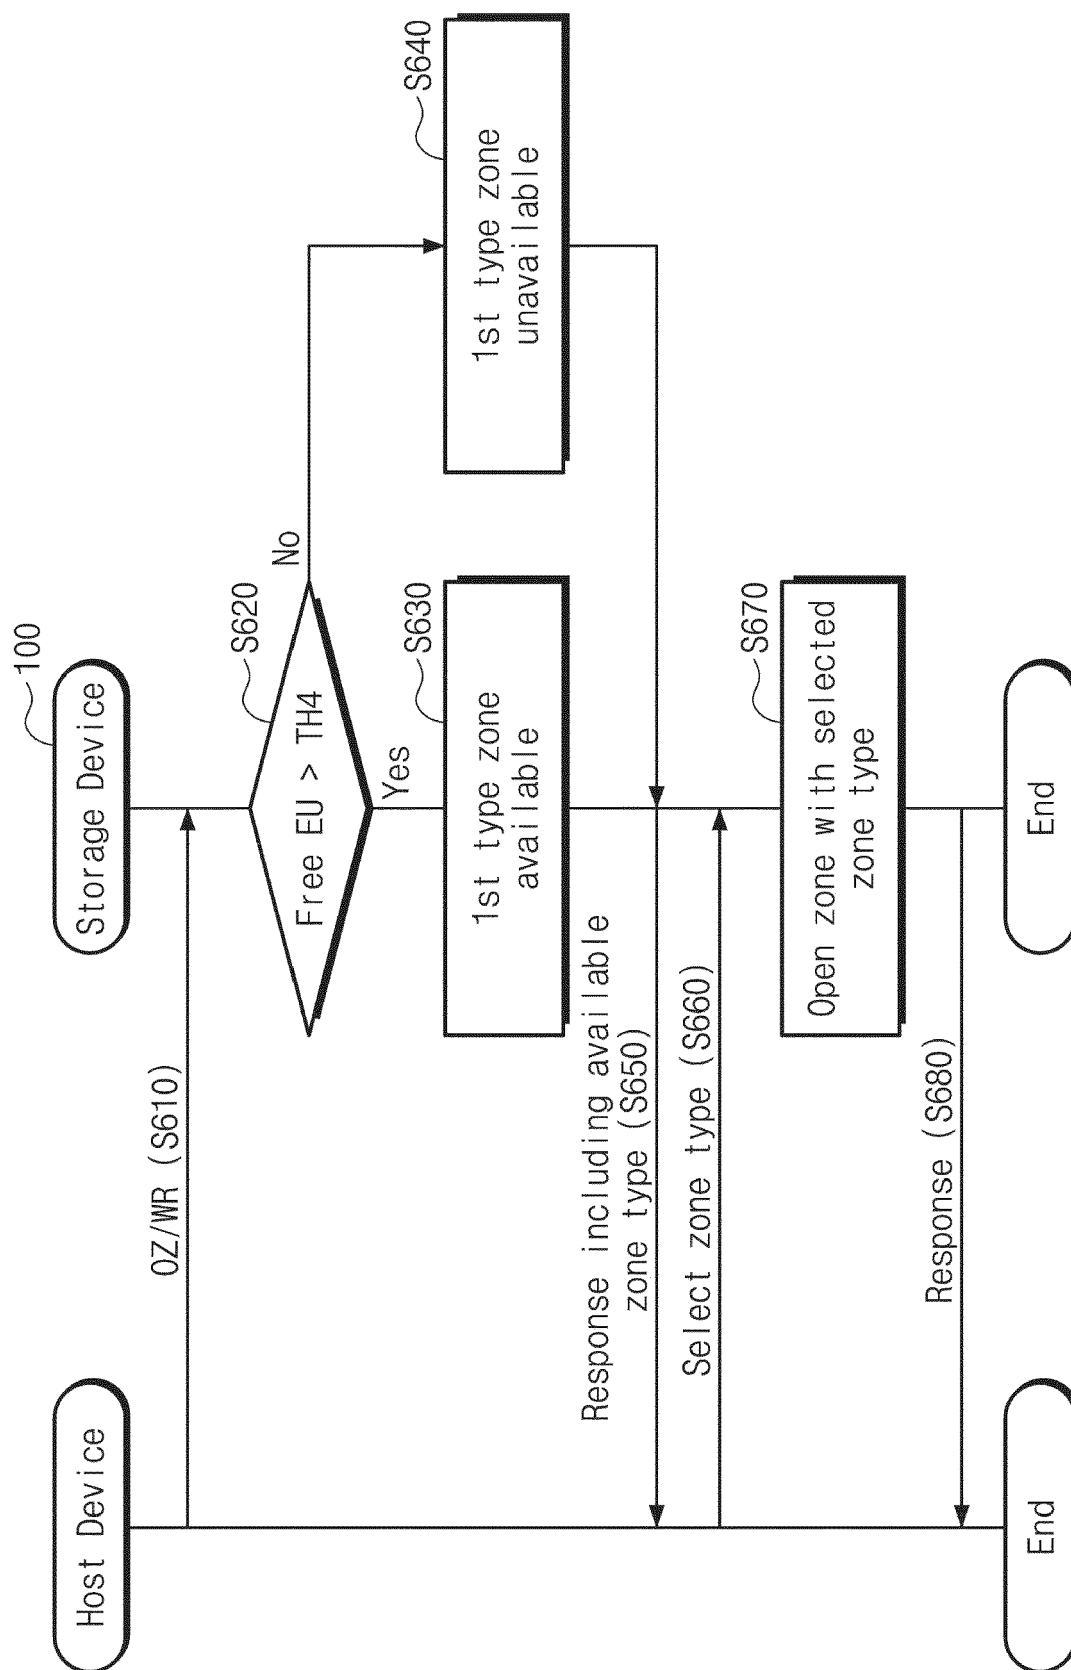 Host Device
Storage Device
100
OZ/WR (S610)
Free EU > TH4
S620
No
Yes
1st type zone
available
S630
1st type zone
unavailable
S640
Response including available
zone type (S650)
Select zone type (S660)
Open zone with selected
zone type
S670
Response (S680)
End
End